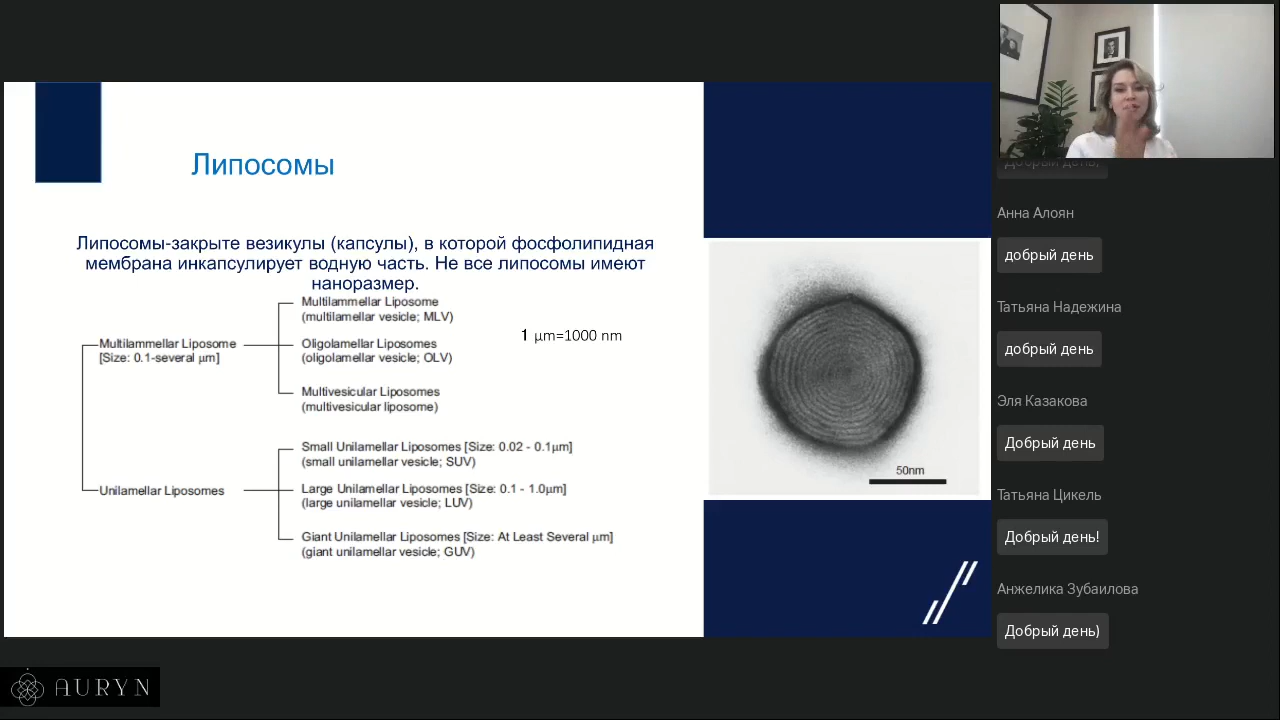 Липосомы
Липосомы-закрыте везикулы (капсулы), в которой фосфолипидная
мембрана инкапсулирует водную часть. Не все липосомы имеют
наноразмер.
Multilammellar Liposome
[Size: 0.1-several µm]
Multilammellar Liposome
(multilamellar vesicle; MLV)
Oligolamellar Liposomes
(oligolamellar vesicle; OLV)
Multivesicular Liposomes
(multivesicular liposome)
1 µm=1000 nm
Unilamellar Liposomes
Small Unilamellar Liposomes [Size: 0.02 - 0.1µm]
(small unilamellar vesicle; SUV)
Large Unilamellar Liposomes [Size: 0.1 - 1.0µm]
(large unilamellar vesicle; LUV)
Giant Unilamellar Liposomes [Size: At Least Several µm]
(giant unilamellar vesicle; GUV)
50nm
Добрый день!
Анна Алоян
добрый день
Татьяна Надежина
добрый день
Эля Казакова
Добрый день
Татьяна Цикель
Добрый день!
Анжелика Зубаилова
Добрый день)
AURYN